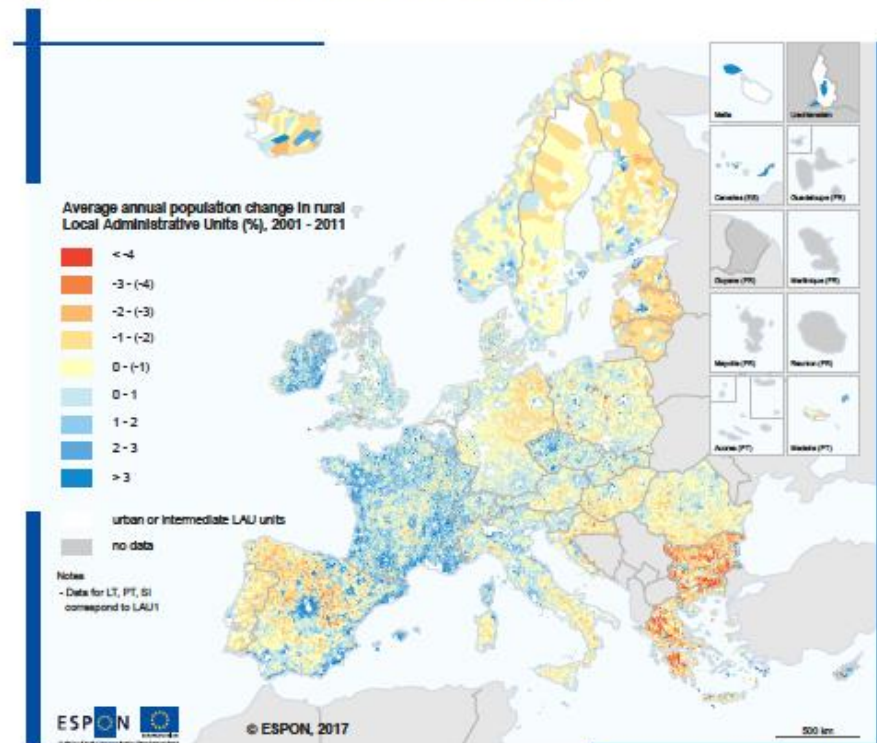 Average annual population change in rural
Local Administrative Units (%), 2001 - 2011
< -4
-3 - (-4)
-2 - (-3)
-1 - (-2)
0 - (-1)
0 - 1
1 - 2
2 - 3
> 3
urban or intermediate LAU units
no data
Notes
- Data for LT, PT, SI
correspond to LAU1
Malta
Liechtenstein
Canarias (ES)
Guadeloupe (FR)
Guyane (FR)
Martinique (FR)
Mayotte (FR)
Reunion (FR)
Acores (PT)
Madeira (PT)
ESPON
© ESPON, 2017
500 km